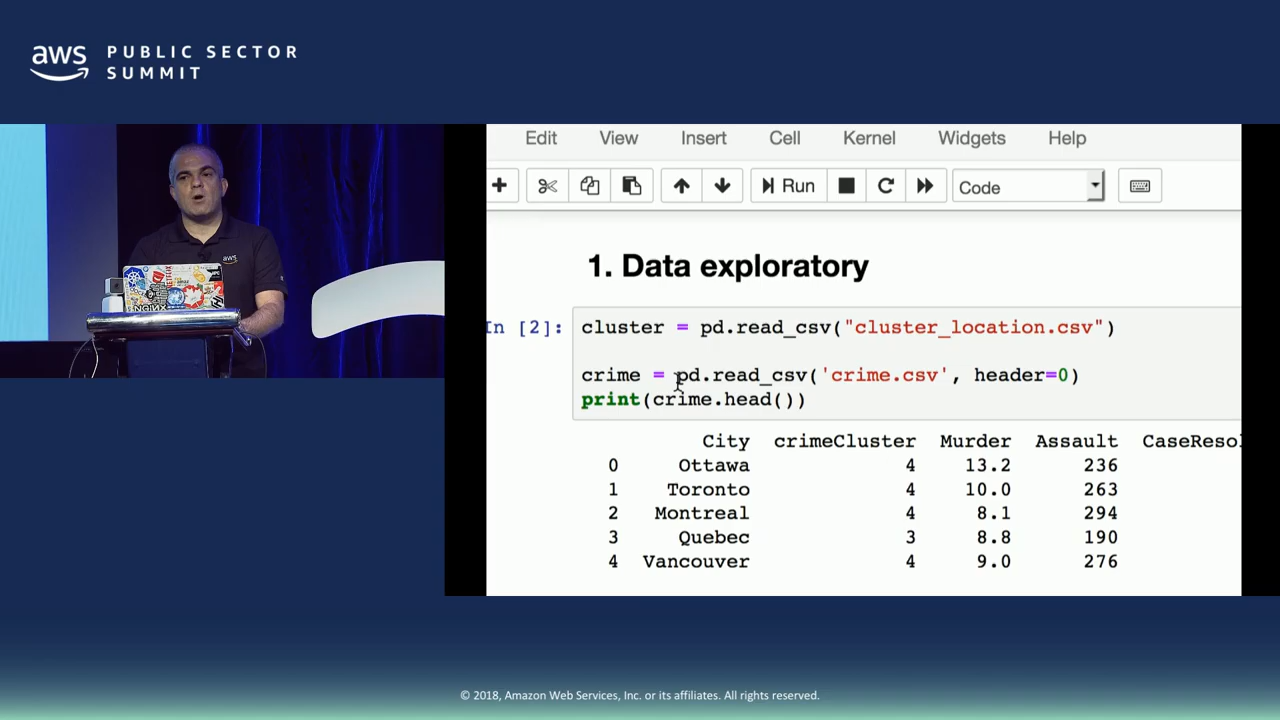 aws PUBLIC SECTOR
SUMMIT
aws
NGINX
Edit View Insert Cell Kernel Widgets Help
Run Code
1. Data exploratory
In [2]: cluster = pd.read_csv("cluster_location.csv")
crime = pd.read_csv('crime.csv', header=0)
print(crime.head())
City crimeCluster Murder Assault CaseResol
0 Ottawa 4 13.2 236
1 Toronto 4 10.0 263
2 Montreal 4 8.1 294
3 Quebec 3 8.8 190
4 Vancouver 4 9.0 276
© 2018, Amazon Web Services, Inc. or its affiliates. All rights reserved.